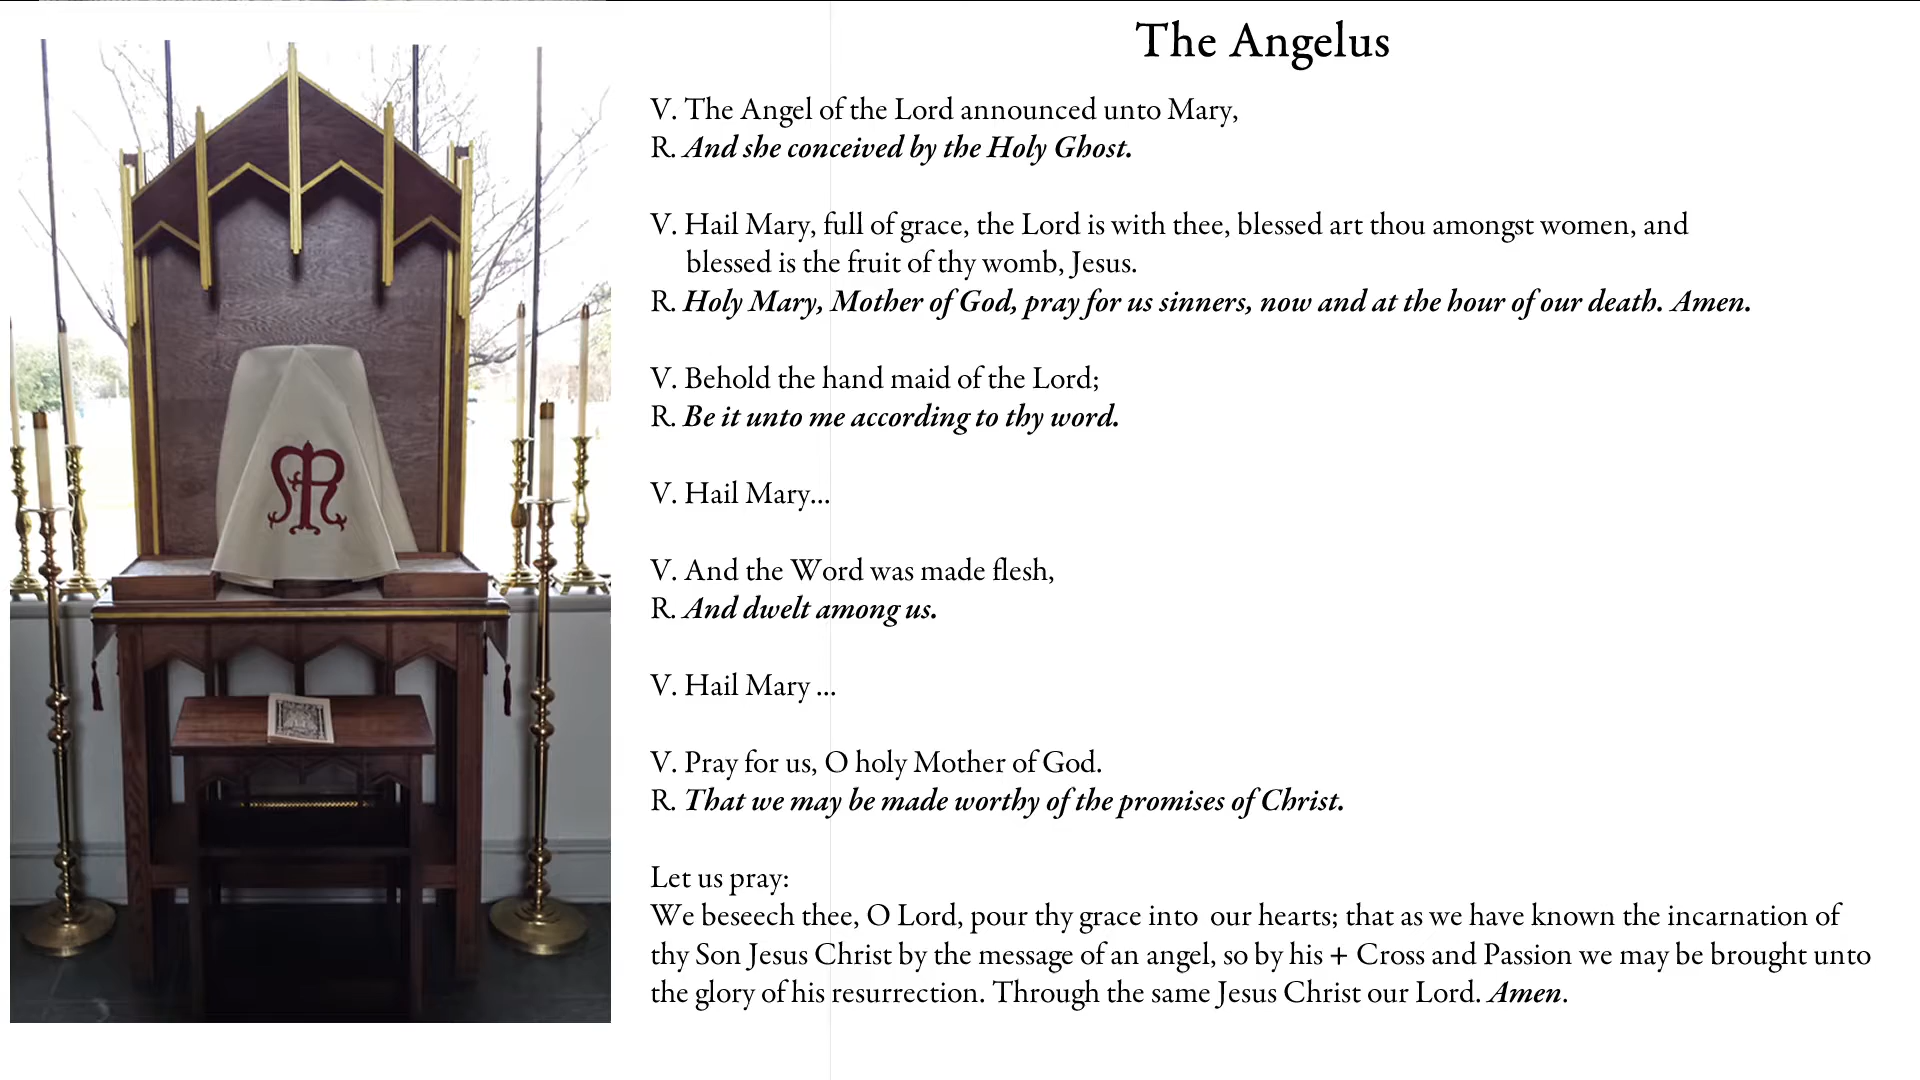 The Angelus
V. The Angel of the Lord announced unto Mary,
R. And she conceived by the Holy Ghost.
V. Hail Mary, full of grace, the Lord is with thee, blessed art thou amongst women, and
blessed is the fruit of thy womb, Jesus.
R. Holy Mary, Mother of God, pray for us sinners, now and at the hour of our death. Amen.
V. Behold the hand maid of the Lord;
R. Be it unto me according to thy word.
V. Hail Mary...
V. And the Word was made flesh,
R. And dwelt among us.
V. Hail Mary ...
V. Pray for us, O holy Mother of God.
R. That we may be made worthy of the promises of Christ.
Let us pray:
We beseech thee, O Lord, pour thy grace into our hearts; that as we have known the incarnation of
thy Son Jesus Christ by the message of an angel, so by his + Cross and Passion we may be brought unto
the glory of his resurrection. Through the same Jesus Christ our Lord. Amen.